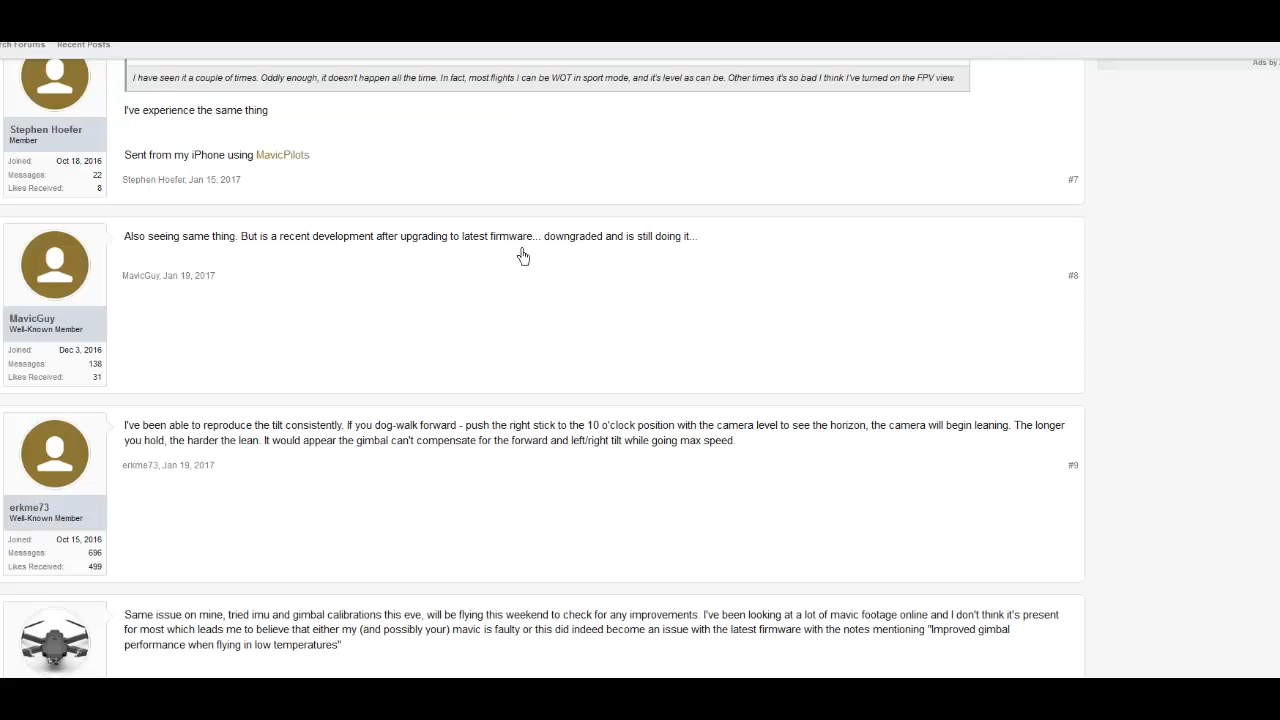 rch Forums Recent Posts
Ads by
I have seen it a couple of times. Oddly enough, it doesn't happen all the time. In fact, most flights I can be WOT in sport mode, and it's level as can be. Other times it's so bad I think I've turned on the FPV view.
I've experience the same thing
Stephen Hoefer
Member
Joined: Oct 18, 2016
Messages: 22
Likes Received: 8
Sent from my iPhone using MavicPilots
Stephen Hoefer, Jan 15, 2017 #7
Also seeing same thing. But is a recent development after upgrading to latest firmware... downgraded and is still doing it...
MavicGuy, Jan 19, 2017 #8
MavicGuy
Well-Known Member
Joined: Dec 3, 2016
Messages: 138
Likes Received: 31
I've been able to reproduce the tilt consistently. If you dog-walk forward - push the right stick to the 10 o'clock position with the camera level to see the horizon, the camera will begin leaning. The longer
you hold, the harder the lean. It would appear the gimbal can't compensate for the forward and left/right tilt while going max speed.
erkme73, Jan 19, 2017 #9
erkme73
Well-Known Member
Joined: Oct 15, 2016
Messages: 696
Likes Received: 499
Same issue on mine, tried imu and gimbal calibrations this eve, will be flying this weekend to check for any improvements. I've been looking at a lot of mavic footage online and I don't think it's present
for most which leads me to believe that either my (and possibly your) mavic is faulty or this did indeed become an issue with the latest firmware with the notes mentioning "Improved gimbal
performance when flying in low temperatures"